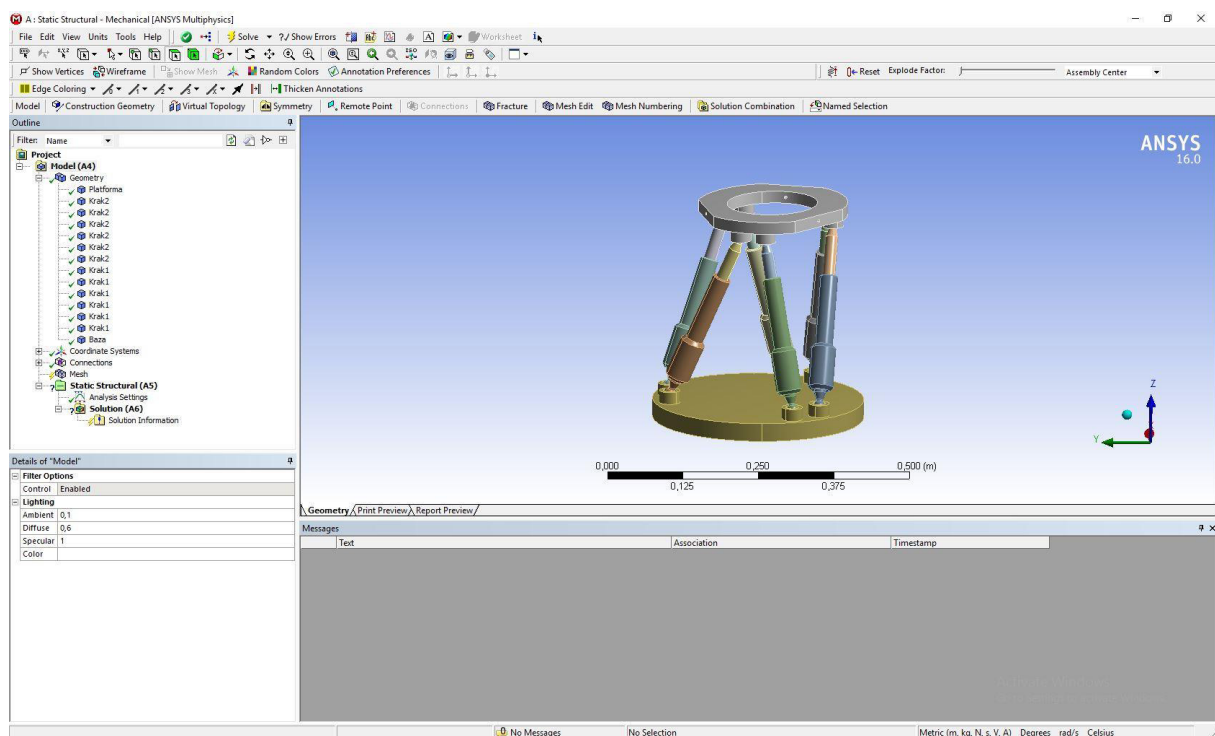 A : Static Structural - Mechanical [ANSYS Multiphysics]
File Edit View Units Tools Help Solve ?/ Show Errors Worksheet
Show Vertices Wireframe Show Mesh Random Colors Annotation Preferences Reset Explode Factor: Assembly Center
Edge Coloring Thicken Annotations
Model Construction Geometry Virtual Topology Symmetry Remote Point Connections Fracture Mesh Edit Mesh Numbering Solution Combination Named Selection
Outline
Filter: Name
Project
Model (A4)
Geometry
Platforma
Krak2
Krak2
Krak2
Krak2
Krak2
Krak2
Krak1
Krak1
Krak1
Krak1
Krak1
Krak1
Baza
Coordinate Systems
Connections
Mesh
Static Structural (A5)
Analysis Settings
Solution (A6)
Solution Information
ANSYS
16.0
Z
Y
0,000 0,250 0,500 (m)
0,125 0,375
Geometry Print Preview Report Preview
Details of "Model"
Filter Options
Control Enabled
Lighting
Ambient 0,1
Diffuse 0,6
Specular 1
Color
Messages
Text Association Timestamp
0 No Messages No Selection Metric (m, kg, N, s, V, A) Degrees rad/s Celsius